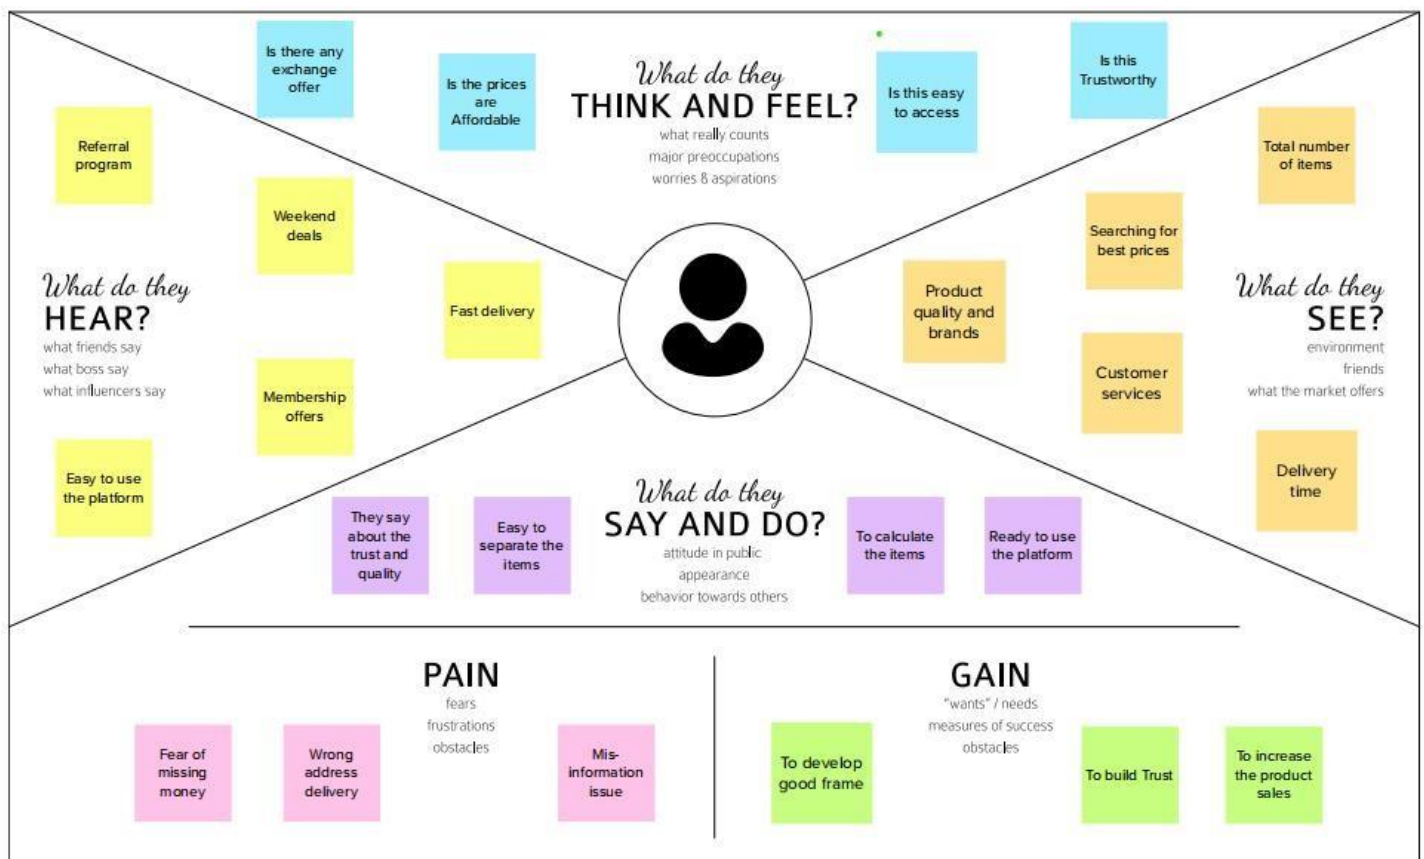 What do they
THINK AND FEEL?
what really counts
major preoccupations
worries & aspirations
Is there any
exchange
offer
Is the prices
are
Affordable
Is this easy
to access
Is this
Trustworthy
What do they
HEAR?
what friends say
what boss say
what influencers say
Referral
program
Weekend
deals
Fast delivery
Membership
offers
Easy to use
the platform
What do they
SEE?
environment
friends
what the market offers
Total number
of items
Searching for
best prices
Product
quality and
brands
Customer
services
Delivery
time
What do they
SAY AND DO?
attitude in public
appearance
behavior towards others
They say
about the
trust and
quality
Easy to
separate the
items
To calculate
the items
Ready to use
the platform
PAIN
fears
frustrations
obstacles
Fear of
missing
money
Wrong
address
delivery
Mis-
information
issue
GAIN
"wants" / needs
measures of success
obstacles
To develop
good frame
To build Trust
To increase
the product
sales